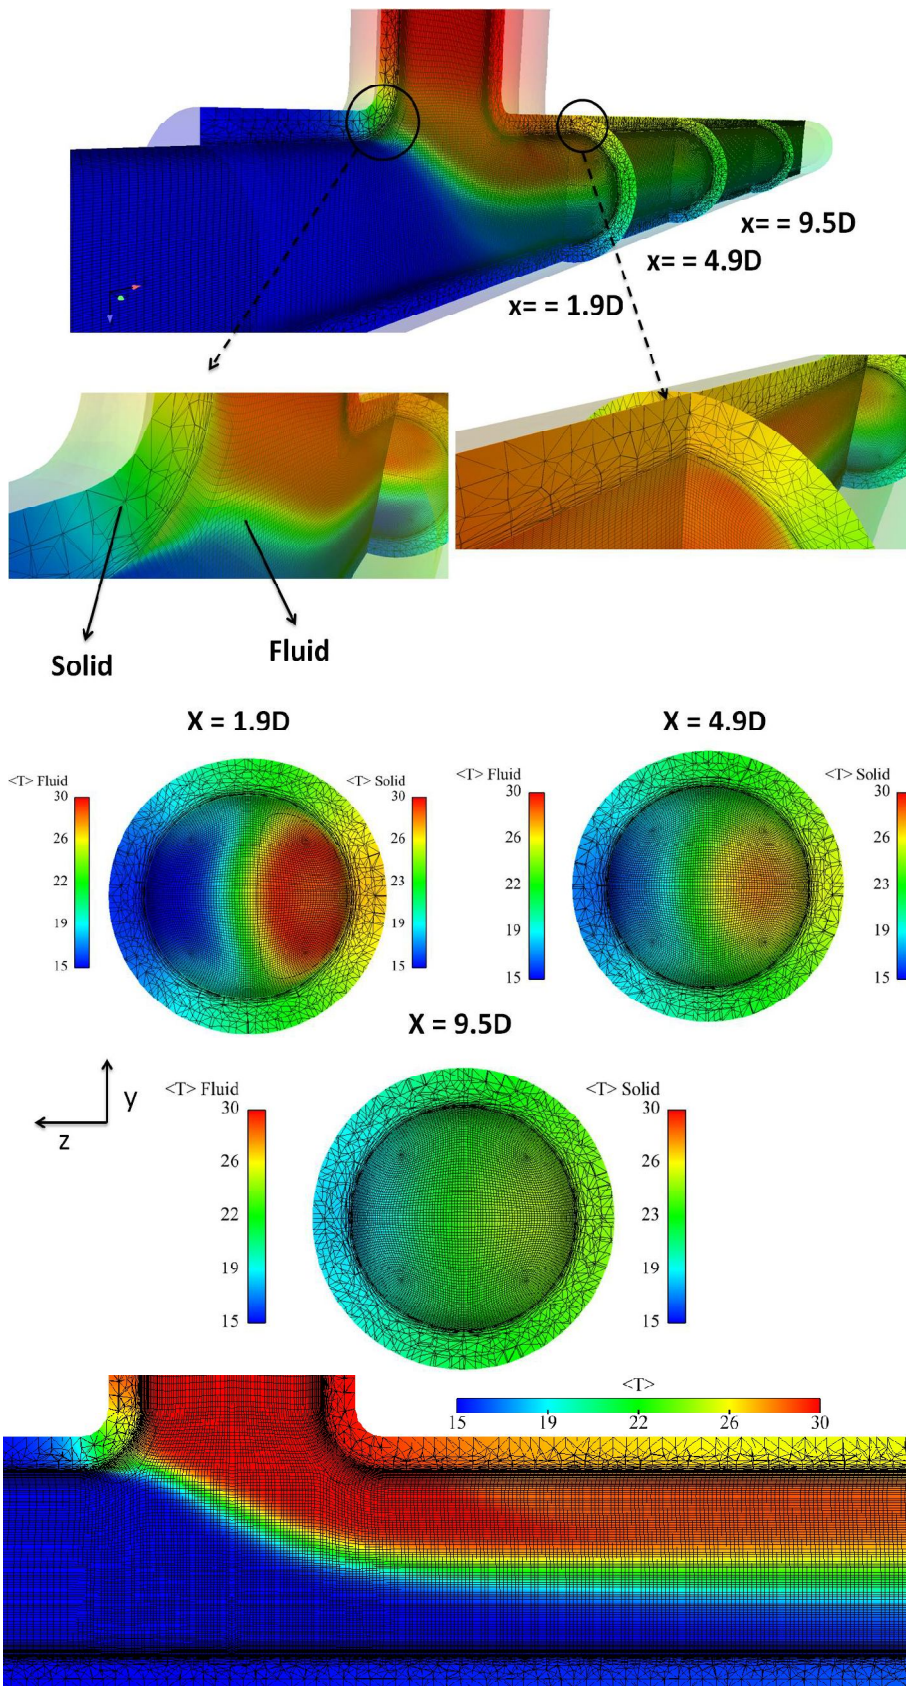 x= = 9.5D
x= = 4.9D
x= = 1.9D
Solid
Fluid
X = 1.9D
X = 4.9D
<T> Fluid
30
26
22
19
15
<T> Solid
30
26
23
19
15
<T> Fluid
30
26
22
19
15
<T> Solid
30
26
23
19
15
X = 9.5D
y
z
<T> Fluid
30
26
22
19
15
<T> Solid
30
26
23
19
15
<T>
15 19 22 26 30